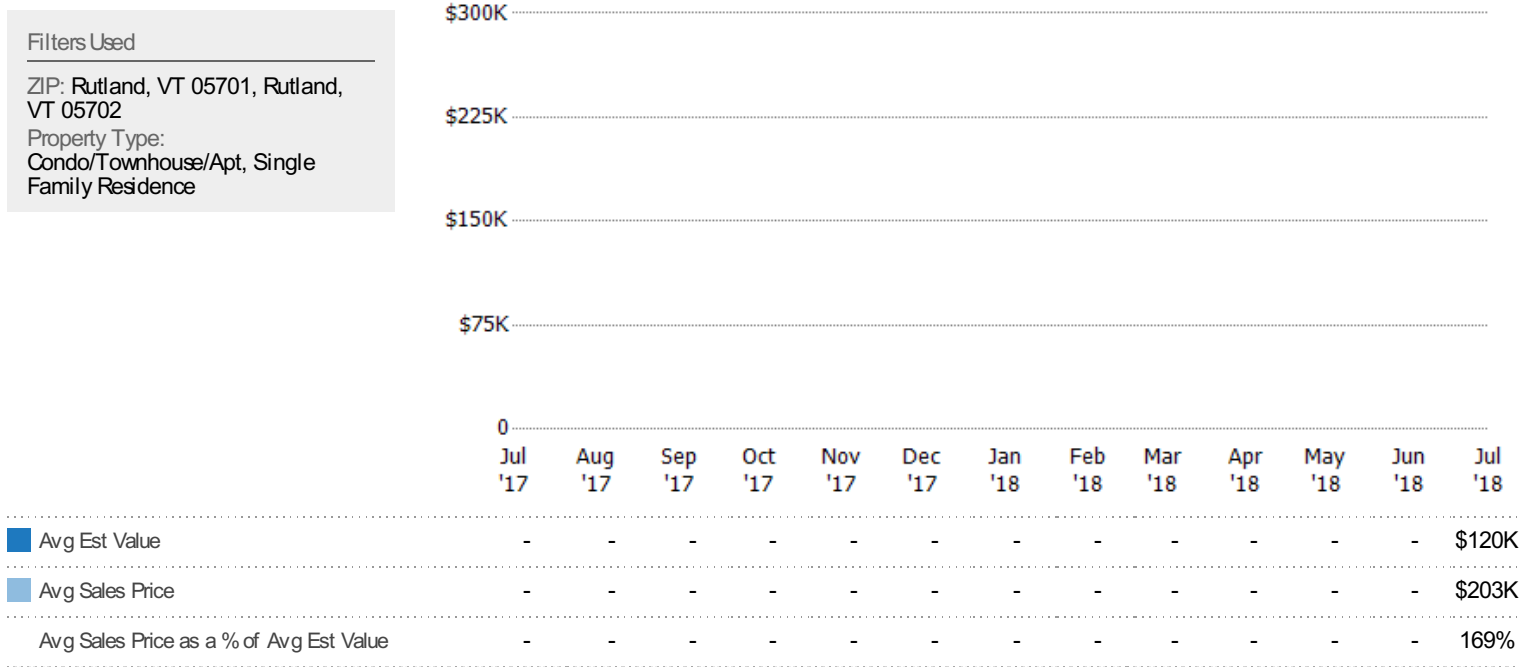 Filters Used
ZIP: Rutland, VT 05701, Rutland,
VT 05702
Property Type:
Condo/Townhouse/Apt, Single
Family Residence
$300K
$225K
$150K
$75K
0
Jul Aug Sep Oct Nov Dec Jan Feb Mar Apr May Jun Jul
'17 '17 '17 '17 '17 '17 '18 '18 '18 '18 '18 '18 '18
Avg Est Value - - - - - - - - - - - - $120K
Avg Sales Price - - - - - - - - - - - - $203K
Avg Sales Price as a % of Avg Est Value - - - - - - - - - - - - 169%